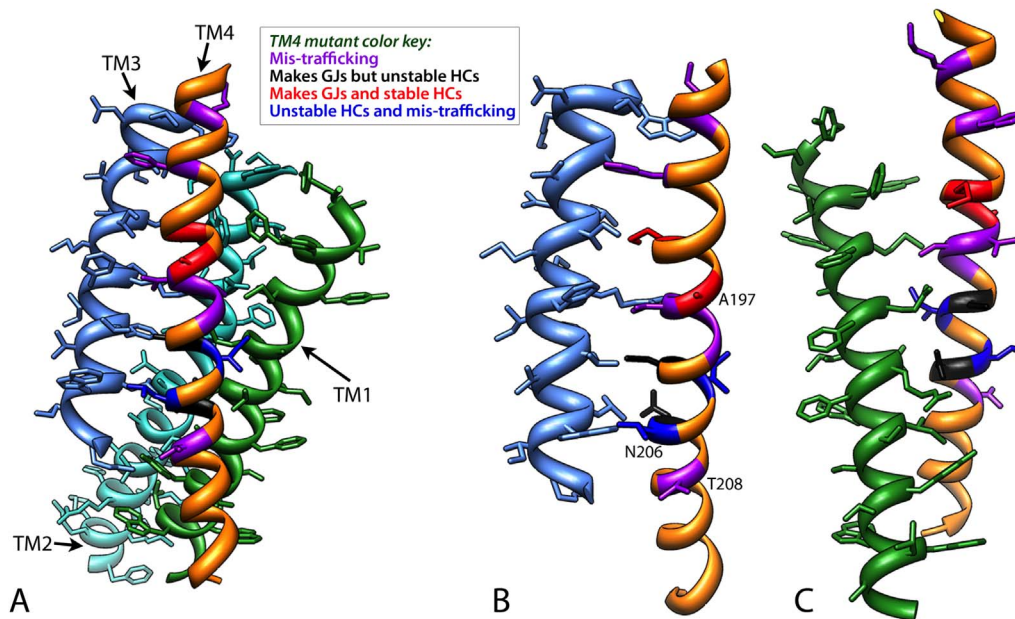 TM4
TM3
TM4 mutant color key:
Mis-trafficking
Makes GJs but unstable HCs
Makes GJs and stable HCs
Unstable HCs and mis-trafficking
A197
TM1
N206
T208
TM2
A
B
C